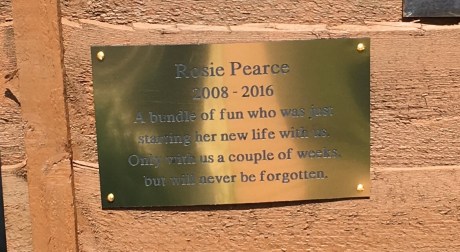 Rosie Pearce
2008 - 2016
A bundle of fun who was just
starting her new life with us.
Only with us a couple of weeks,
but will never be forgotten.